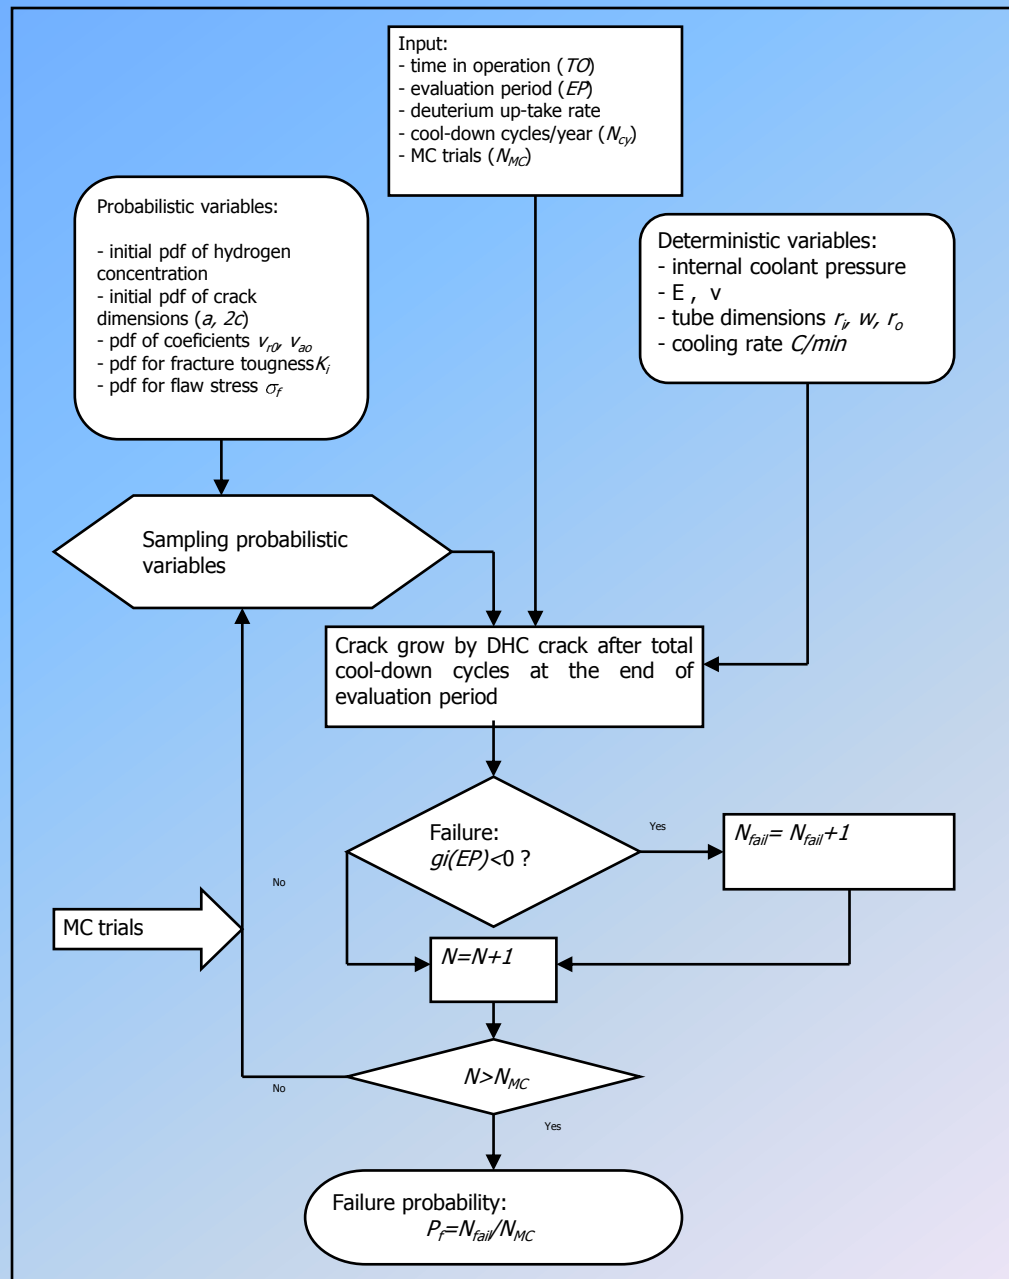 Input:
- time in operation (TO)
- evaluation period (EP)
- deuterium up-take rate
- cool-down cycles/year (Ncy)
- MC trials (NMC)
Probabilistic variables:
- initial pdf of hydrogen
concentration
- initial pdf of crack
dimensions (a, 2c)
- pdf of coeficients vr0, vao
- pdf for fracture tougnessKi
- pdf for flaw stress σf
Deterministic variables:
- internal coolant pressure
- E , ν
- tube dimensions ri, w, ro
- cooling rate C/min
Sampling probabilistic
variables
Crack grow by DHC crack after total
cool-down cycles at the end of
evaluation period
Failure:
gi(EP)<0 ?
Yes
Nfail= Nfail+1
No
MC trials
N=N+1
N>NMC
No
Yes
Failure probability:
Pf=Nfail/NMC